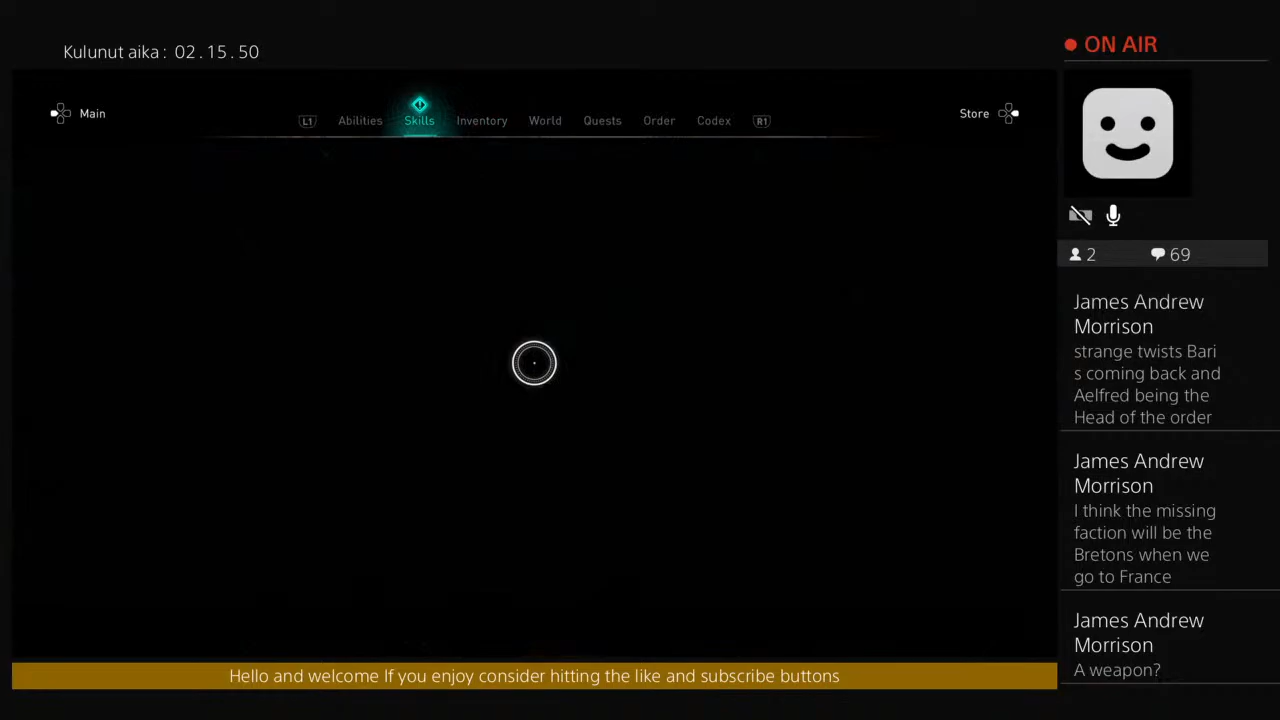 Kulunut aika: 02.15.50
ON AIR
Main
L1 Abilities Skills Inventory World Quests Order Codex R1
Store
2 69
James Andrew
Morrison
strange twists Bari
s coming back and
Aelfred being the
Head of the order
James Andrew
Morrison
I think the missing
faction will be the
Bretons when we
go to France
James Andrew
Morrison
A weapon?
Hello and welcome If you enjoy consider hitting the like and subscribe buttons